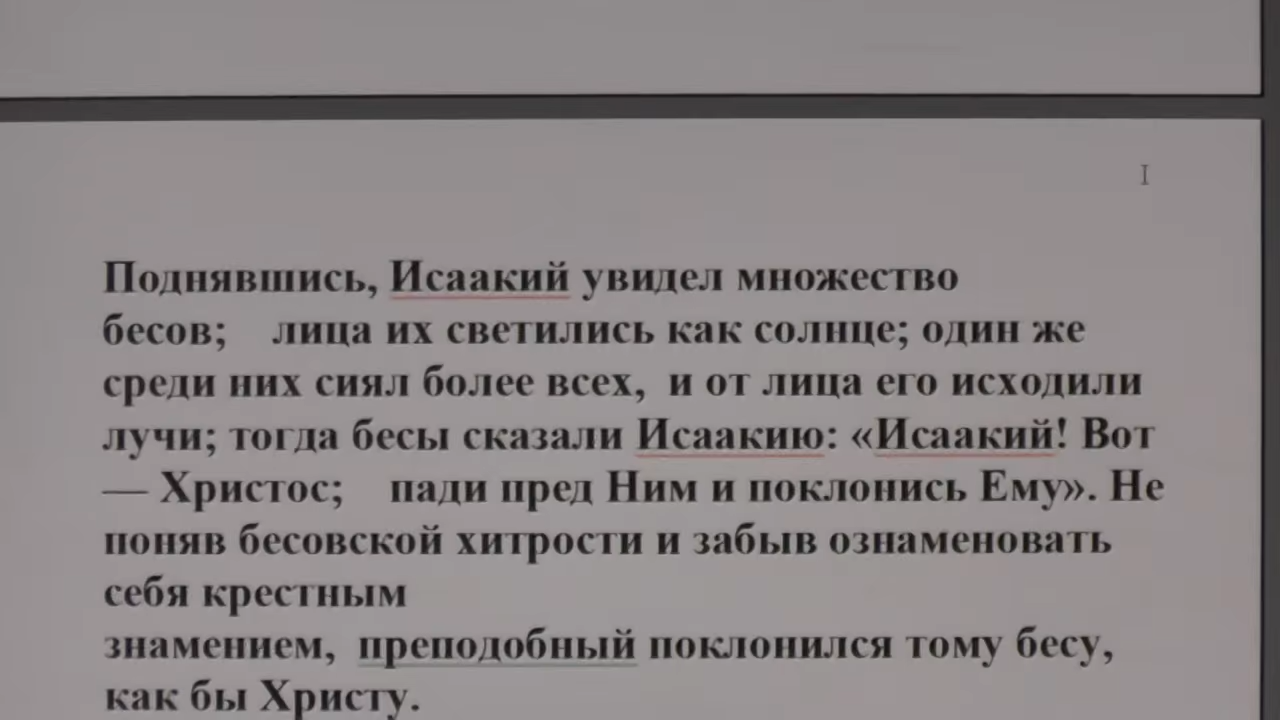 Поднявшись, Исаакий увидел множество
бесов; лица их светились как солнце; один же
среди них сиял более всех, и от лица его исходили
лучи; тогда бесы сказали Исаакию: «Исаакий! Вот
— Христос; пади пред Ним и поклонись Ему». Не
поняв бесовской хитрости и забыв ознаменовать
себя крестным
знамением, преподобный поклонился тому бесу,
как бы Христу.